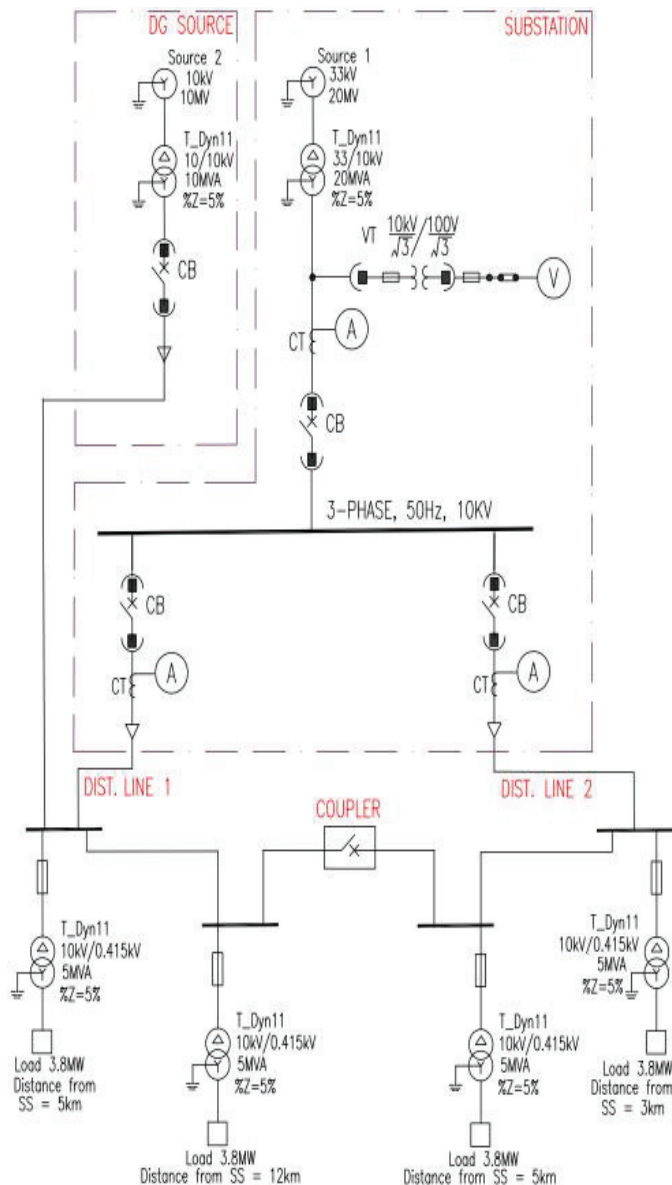 DG SOURCE
Source 2
10kV
10MV
T_Dyn11
10/10kV
10MVA
%Z=5%
CB
SUBSTATION
Source 1
33kV
20MV
T_Dyn11
33/10kV
20MVA
%Z=5%
VT 10kV/√3 / 100V/√3
V
CT
A
CB
3-PHASE, 50Hz, 10KV
CB
CT
A
CB
CT
A
DIST. LINE 1
DIST. LINE 2
COUPLER
T_Dyn11
10kV/0.415kV
5MVA
%Z=5%
Load 3.8MW
Distance from
SS = 5km
T_Dyn11
10kV/0.415kV
5MVA
%Z=5%
Load 3.8MW
Distance from SS = 12km
T_Dyn11
10kV/0.415kV
5MVA
%Z=5%
Load 3.8MW
Distance from SS = 5km
T_Dyn11
10kV/0.415kV
5MVA
%Z=5%
Load 3.8MW
Distance from
SS = 3km